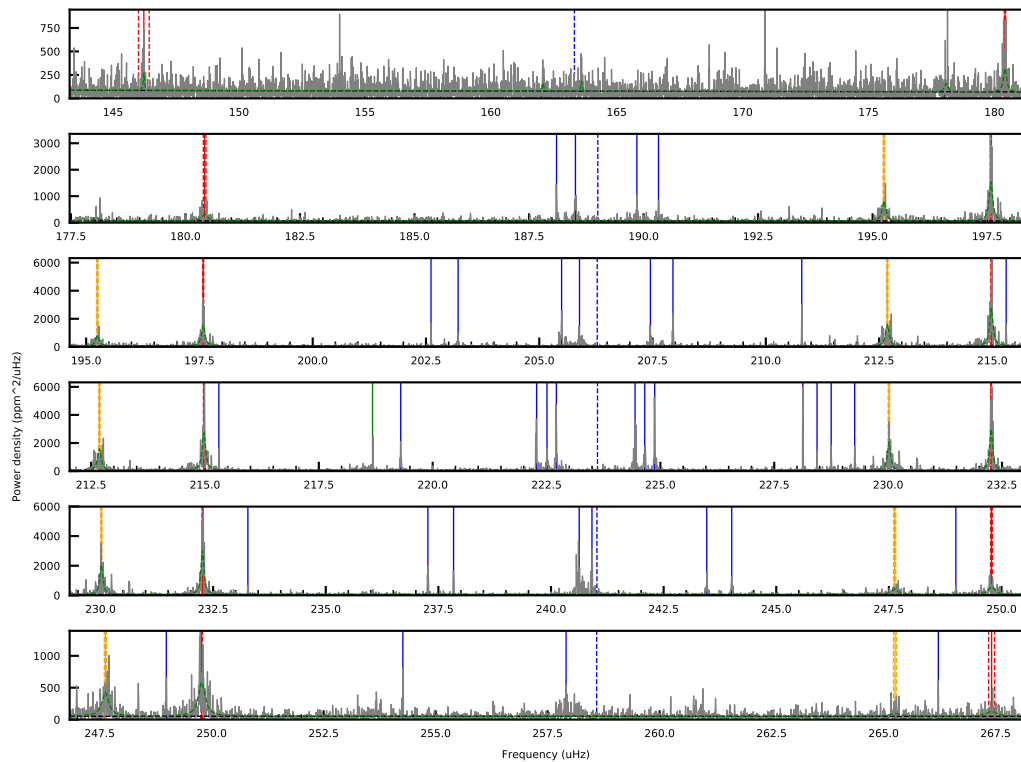 750
500
250
0
145 150 155 160 165 170 175 180
3000
2000
1000
0
177.5 180.0 182.5 185.0 187.5 190.0 192.5 195.0 197.5
6000
4000
2000
0
195.0 197.5 200.0 202.5 205.0 207.5 210.0 212.5 215.0
Power density (ppm^2/uHz)
6000
4000
2000
0
212.5 215.0 217.5 220.0 222.5 225.0 227.5 230.0 232.5
6000
4000
2000
0
230.0 232.5 235.0 237.5 240.0 242.5 245.0 247.5 250.0
1000
500
0
247.5 250.0 252.5 255.0 257.5 260.0 262.5 265.0 267.5
Frequency (uHz)